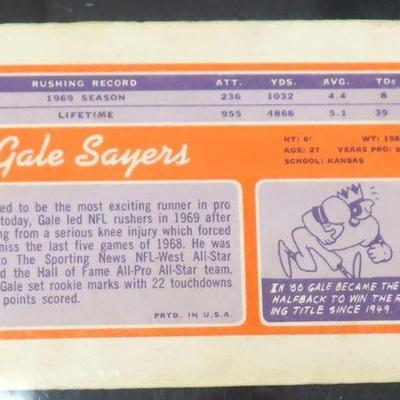 RUSHING RECORD ATT. YDS. AVG. TDs
1969 SEASON 236 1032 4.4 8
LIFETIME 955 4866 5.1 39
Gale Sayers
HT: 6' WT: 198
AGE: 27 YEARS PRO:
SCHOOL: KANSAS
ed to be the most exciting runner in pro
today, Gale led NFL rushers in 1969 after
ng from a serious knee injury which forced
miss the last five games of 1968. He was
to The Sporting News NFL-West All-Star
d the Hall of Fame All-Pro All-Star team.
Gale set rookie marks with 22 touchdowns
points scored.
PRTD. IN U.S.A.
IN '66 GALE BECAME THE
HALFBACK TO WIN THE R
ING TITLE SINCE 1949.